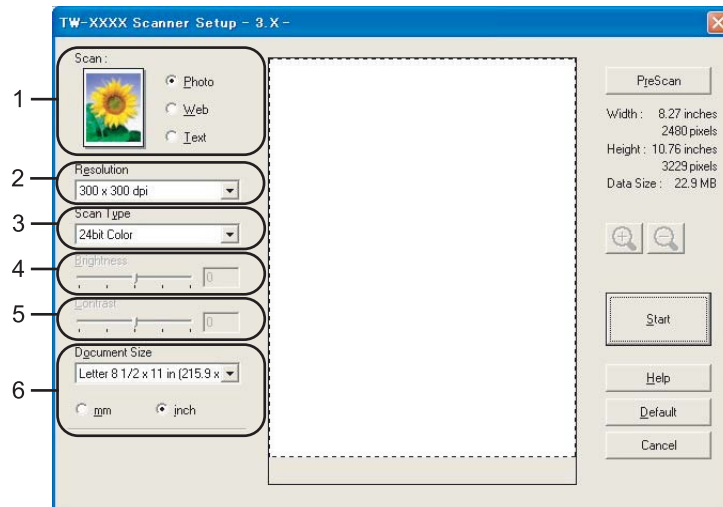 TW-XXXX Scanner Setup - 3.X -
Scan :
1
Photo
Web
Text
2
Resolution
300 x 300 dpi
3
Scan Type
24bit Color
4
Brightness
0
5
Contrast
0
6
Document Size
Letter 8 1/2 x 11 in (215.9 x
mm
inch
PreScan
Width : 8.27 inches
2480 pixels
Height : 10.76 inches
3229 pixels
Data Size : 22.9 MB
Start
Help
Default
Cancel